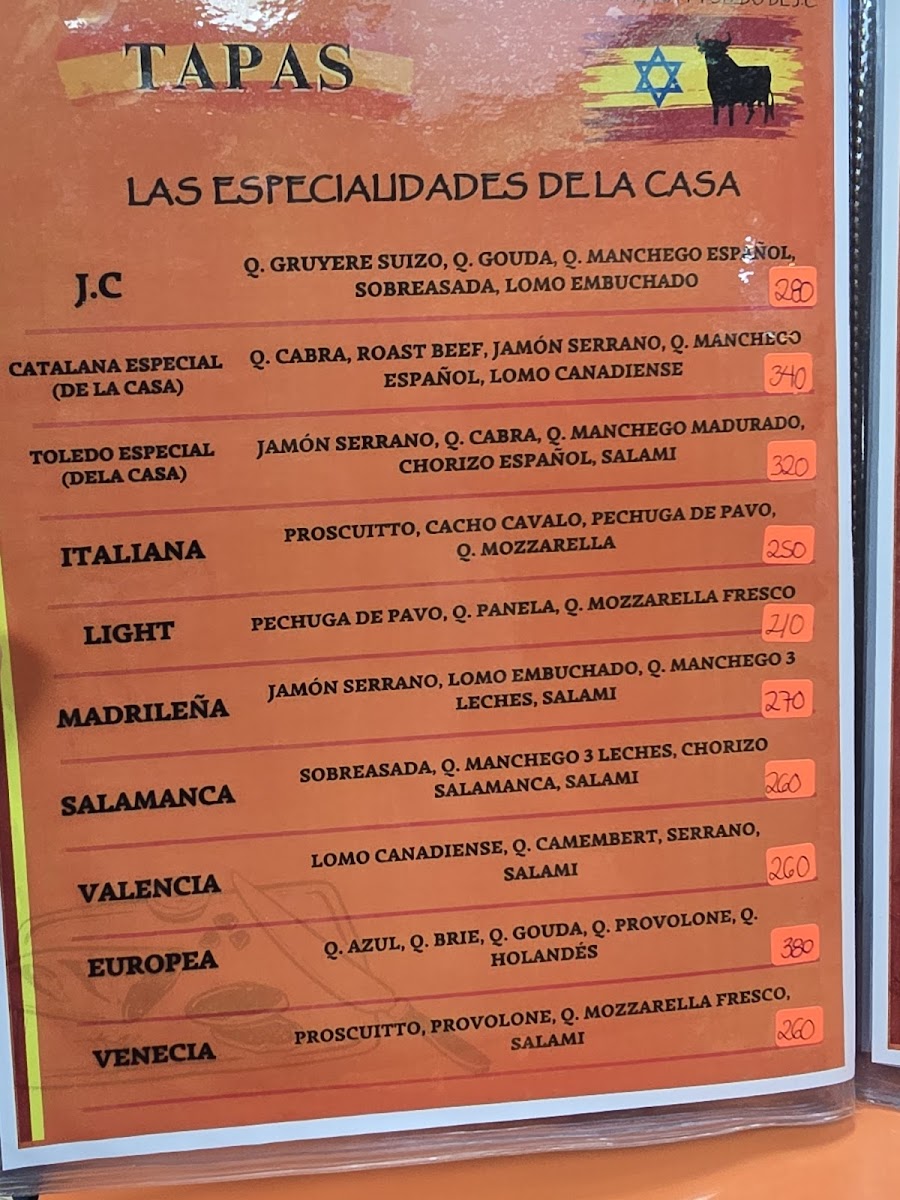 TAPAS
LAS ESPECIALIDADES DE LA CASA
J.C
Q. GRUYERE SUIZO, Q. GOUDA, Q. MANCHEGO ESPAÑOL,
SOBREASADA, LOMO EMBUCHADO
280
CATALANA ESPECIAL
(DE LA CASA)
Q. CABRA, ROAST BEEF, JAMÓN SERRANO, Q. MANCHEGO
ESPAÑOL, LOMO CANADIENSE
340
TOLEDO ESPECIAL
(DELA CASA)
JAMÓN SERRANO, Q. CABRA, Q. MANCHEGO MADURADO,
CHORIZO ESPAÑOL, SALAMI
320
ITALIANA
PROSCUITTO, CACHO CAVALO, PECHUGA DE PAVO,
Q. MOZZARELLA
250
LIGHT
PECHUGA DE PAVO, Q. PANELA, Q. MOZZARELLA FRESCO
210
MADRILEÑA
JAMÓN SERRANO, LOMO EMBUCHADO, Q. MANCHEGO 3
LECHES, SALAMI
270
SALAMANCA
SOBREASADA, Q. MANCHEGO 3 LECHES, CHORIZO
SALAMANCA, SALAMI
260
VALENCIA
LOMO CANADIENSE, Q. CAMEMBERT, SERRANO,
SALAMI
260
EUROPEA
Q. AZUL, Q. BRIE, Q. GOUDA, Q. PROVOLONE, Q.
HOLANDÉS
380
VENECIA
PROSCUITTO, PROVOLONE, Q. MOZZARELLA FRESCO,
SALAMI
260